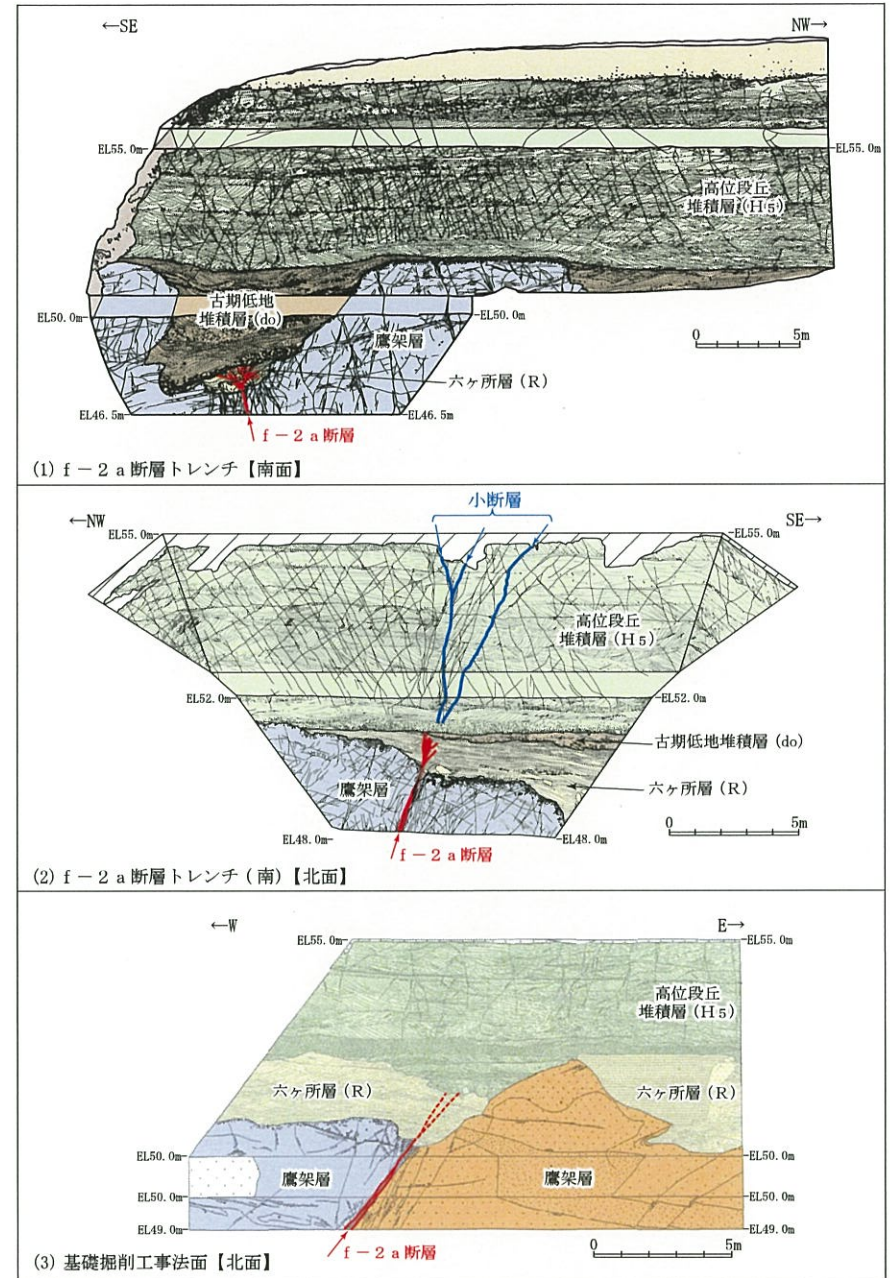 ←SE
NW→
EL55.0m
EL55.0m
高位段丘
堆積層(H5)
古期低地
堆積層(do)
EL50.0m
EL50.0m
鷹架層
0 5m
六ヶ所層(R)
EL46.5m
EL46.5m
f-2a断層
(1) f-2a断層トレンチ【南面】
小断層
←NW
SE→
EL55.0m
EL55.0m
高位段丘
堆積層(H5)
EL52.0m
EL52.0m
古期低地堆積層(do)
鷹架層
六ヶ所層(R)
0 5m
EL48.0m
EL48.0m
f-2a断層
(2) f-2a断層トレンチ(南)【北面】
←W
E→
EL55.0m
EL55.0m
高位段丘
堆積層(H5)
六ヶ所層(R)
六ヶ所層(R)
EL50.0m
EL50.0m
鷹架層
鷹架層
EL50.0m
EL50.0m
EL49.0m
EL49.0m
f-2a断層
0 5m
(3) 基礎掘削工事法面【北面】